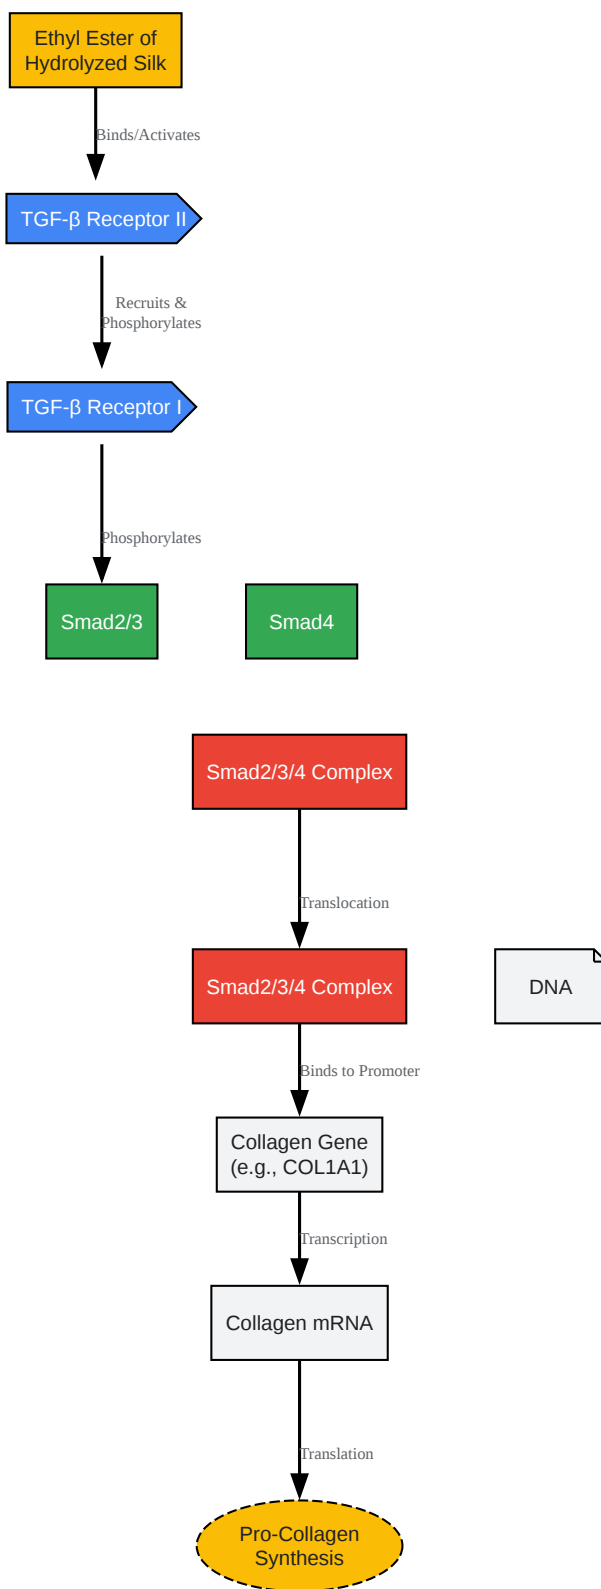 Ethyl Ester of
Hydrolyzed Silk
Binds/Activates
TGF-β Receptor II
Recruits &
Phosphorylates
TGF-β Receptor I
Phosphorylates
Smad2/3
Smad4
Smad2/3/4 Complex
Translocation
Smad2/3/4 Complex
DNA
Binds to Promoter
Collagen Gene
(e.g., COL1A1)
Transcription
Collagen mRNA
Translation
Pro-Collagen
Synthesis